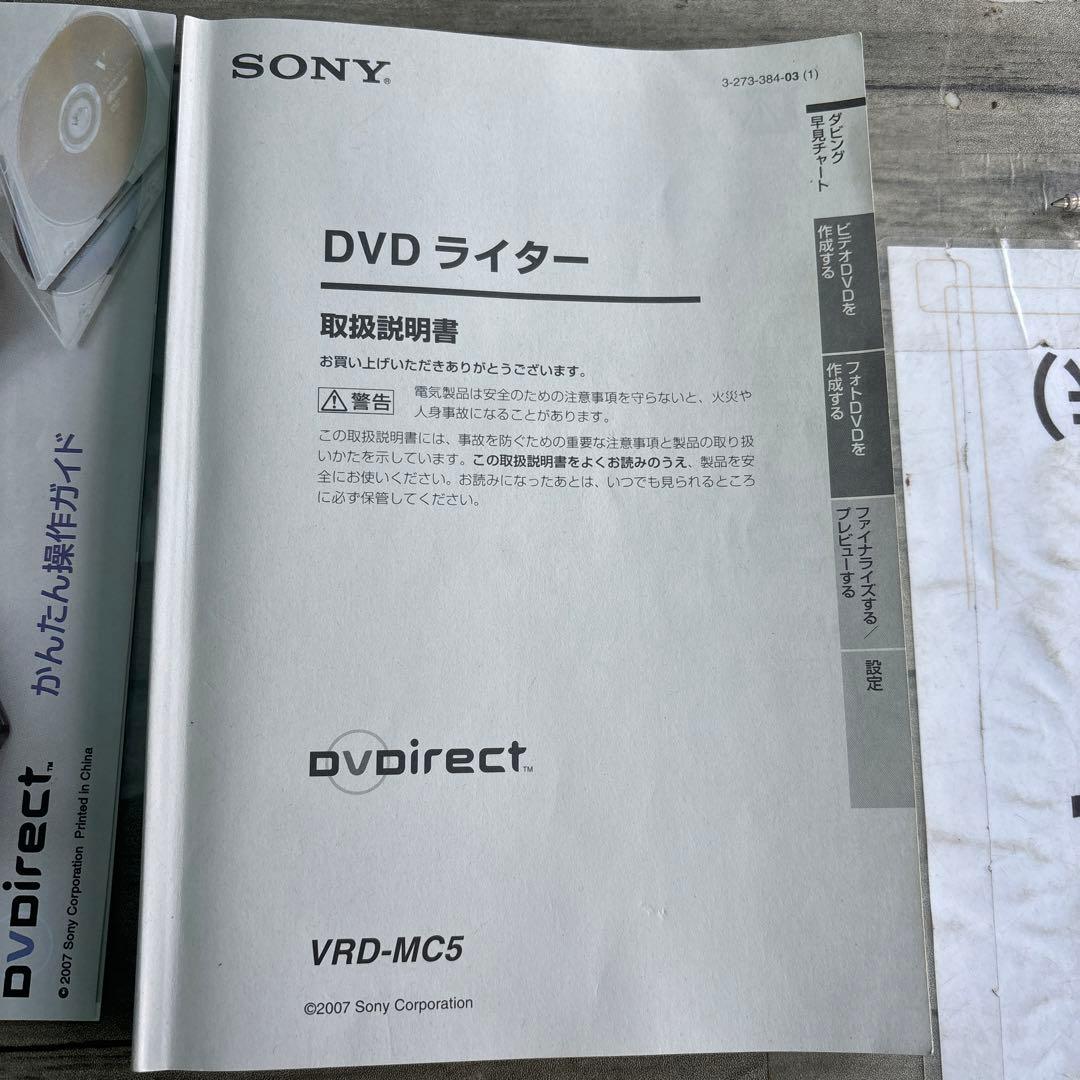 SONY®
3-273-384-03 (1)
DVD ライター
取扱説明書
お買い上げいただきありがとうございます。
警告
電気製品は安全のための注意事項を守らないと、火災や
人身事故になることがあります。
この取扱説明書には、事故を防ぐための重要な注意事項と製品の取り扱
いかたを示しています。この取扱説明書をよくお読みのうえ、製品を安
全にお使いください。お読みになったあとは、いつでも見られるところ
に必ず保管してください。
DVDirect™
VRD-MC5
©2007 Sony Corporation
ダビング
早見チャート
ビデオDVDを
作成する
フォトDVDを
作成する
ファイナライズする/
プレビューする
設定
かんたん操作ガイド
DVDirect™
© 2007 Sony Corporation Printed in China